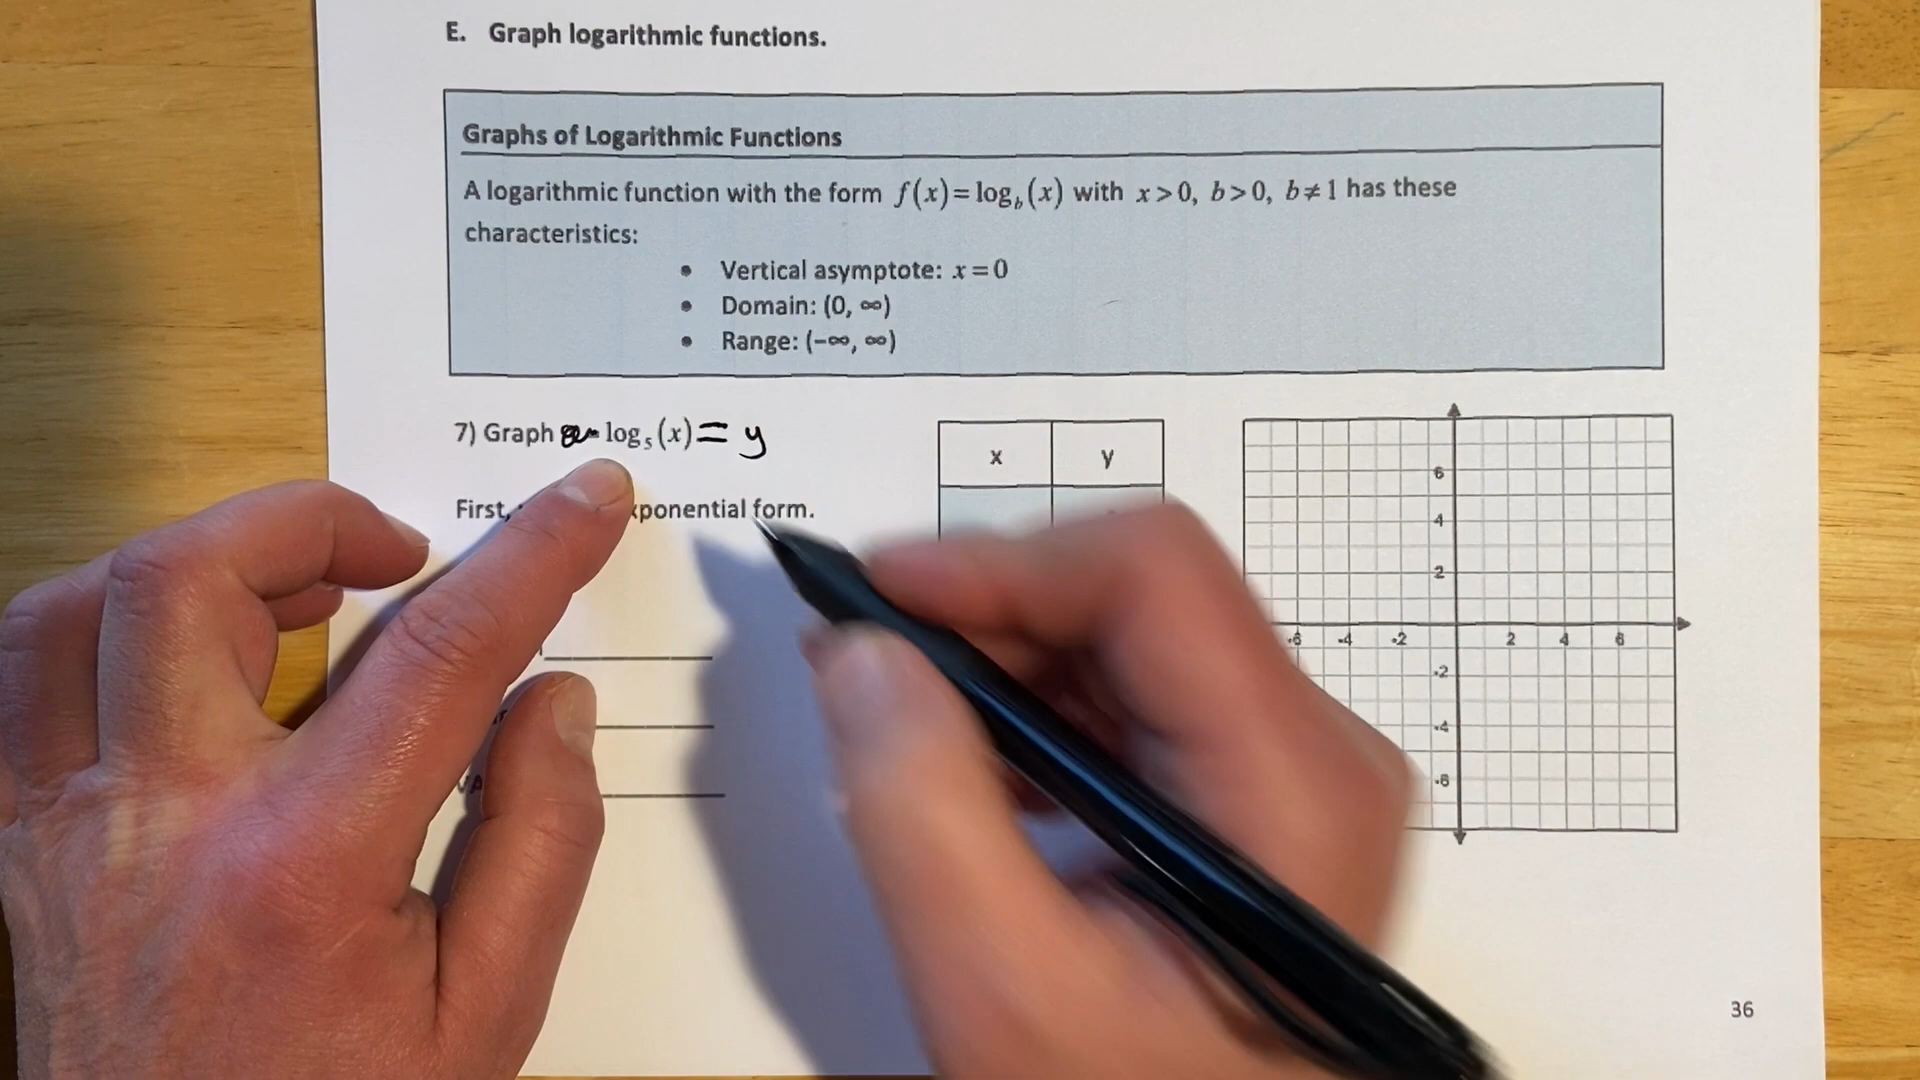 E. Graph logarithmic functions.
Graphs of Logarithmic Functions
A logarithmic function with the form f(x)=log_b(x) with x>0, b>0, b≠1 has these
characteristics:
• Vertical asymptote: x=0
• Domain: (0, ∞)
• Range: (-∞, ∞)
7) Graph log₅(x) = y
First, xponential form.
x y
6
4
2
-6 -4 -2 2 4 6
-2
-4
-6
36